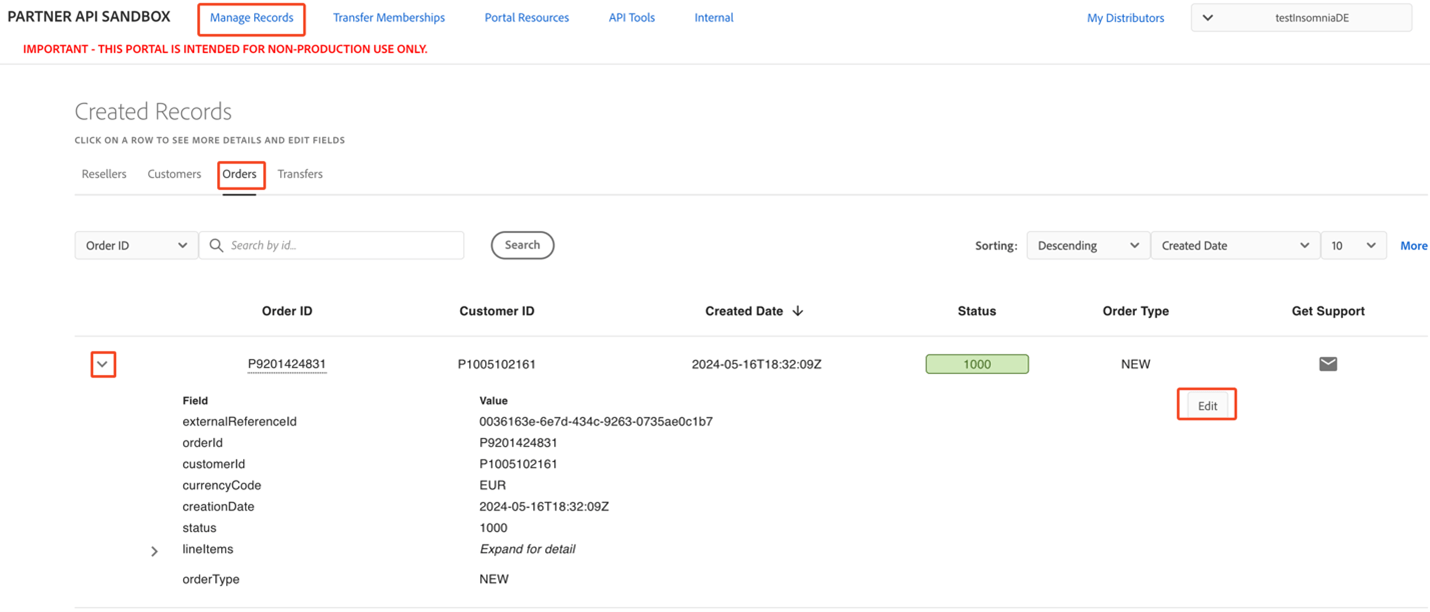 PARTNER API SANDBOX Manage Records Transfer Memberships Portal Resources API Tools Internal My Distributors testInsomniaDE
IMPORTANT - THIS PORTAL IS INTENDED FOR NON-PRODUCTION USE ONLY.
Created Records
CLICK ON A ROW TO SEE MORE DETAILS AND EDIT FIELDS
Resellers Customers Orders Transfers
Order ID Search by id... Search Sorting: Descending Created Date 10 More
Order ID Customer ID Created Date Status Order Type Get Support
P9201424831 P1005102161 2024-05-16T18:32:09Z 1000 NEW
Field Value Edit
externalReferenceId 0036163e-6e7d-434c-9263-0735ae0c1b7
orderId P9201424831
customerId P1005102161
currencyCode EUR
creationDate 2024-05-16T18:32:09Z
status 1000
lineItems Expand for detail
orderType NEW